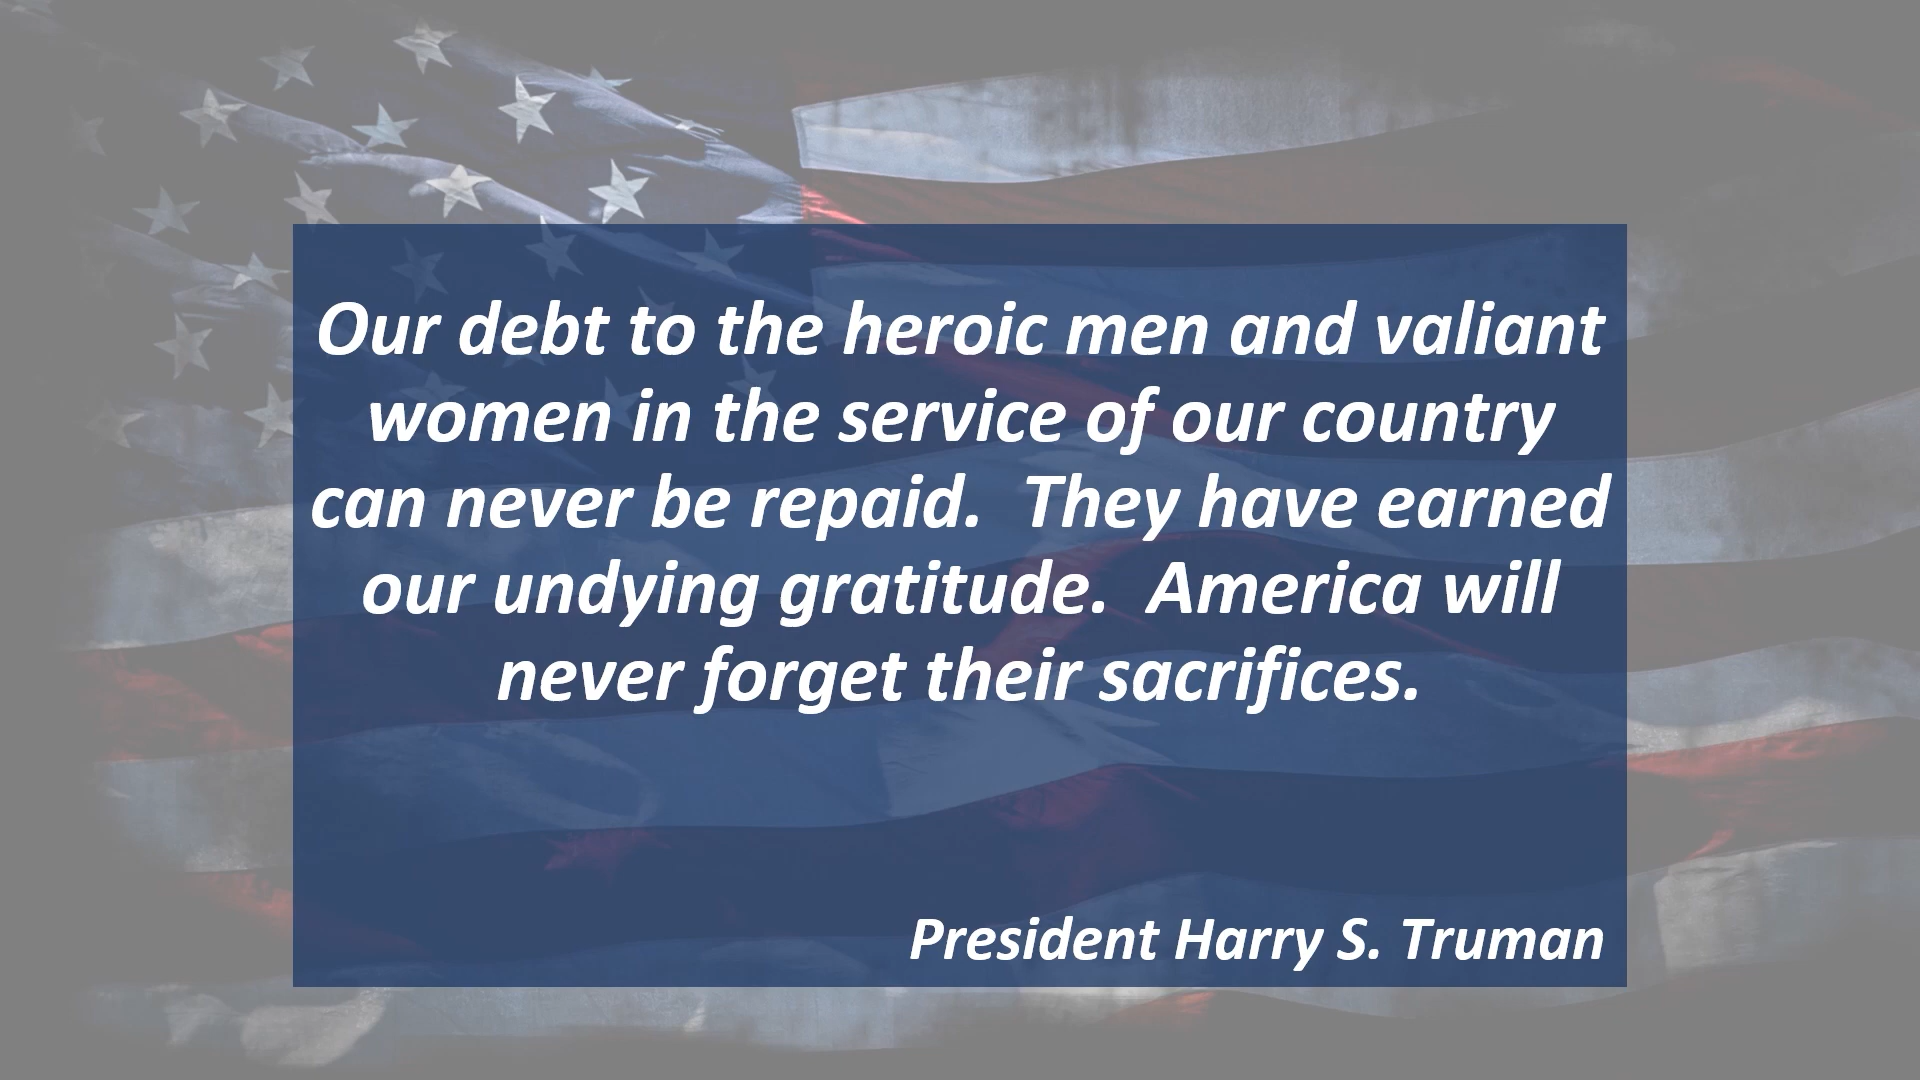 Our debt to the heroic men and valiant
women in the service of our country
can never be repaid.  They have earned
our undying gratitude.  America will
never forget their sacrifices.
President Harry S. Truman